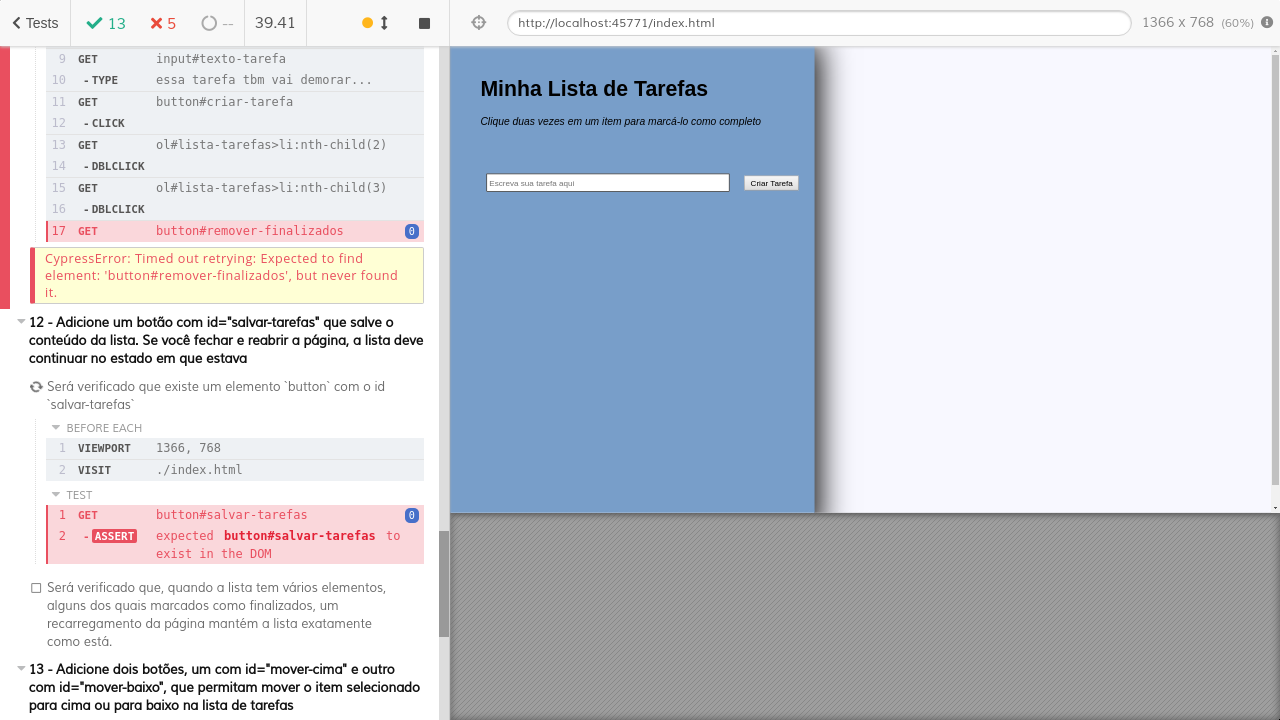 Tests 13 5 -- 39.41 http://localhost:45771/index.html 1366 x 768 (60%)
9 GET input#texto-tarefa
10 - TYPE essa tarefa tbm vai demorar...
11 GET button#criar-tarefa
12 - CLICK
13 GET ol#lista-tarefas>li:nth-child(2)
14 - DBLCLICK
15 GET ol#lista-tarefas>li:nth-child(3)
16 - DBLCLICK
17 GET button#remover-finalizados 0
CypressError: Timed out retrying: Expected to find
element: 'button#remover-finalizados', but never found
it.
12 - Adicione um botão com id="salvar-tarefas" que salve o
conteúdo da lista. Se você fechar e reabrir a página, a lista deve
continuar no estado em que estava
Será verificado que existe um elemento `button` com o id
`salvar-tarefas`
BEFORE EACH
1 VIEWPORT 1366, 768
2 VISIT ./index.html
TEST
1 GET button#salvar-tarefas 0
2 - ASSERT expected button#salvar-tarefas to
exist in the DOM
Será verificado que, quando a lista tem vários elementos,
alguns dos quais marcados como finalizados, um
recarregamento da página mantém a lista exatamente
como está.
13 - Adicione dois botões, um com id="mover-cima" e outro
com id="mover-baixo", que permitam mover o item selecionado
para cima ou para baixo na lista de tarefas
Minha Lista de Tarefas
Clique duas vezes em um item para marcá-lo como completo
Escreva sua tarefa aqui Criar Tarefa